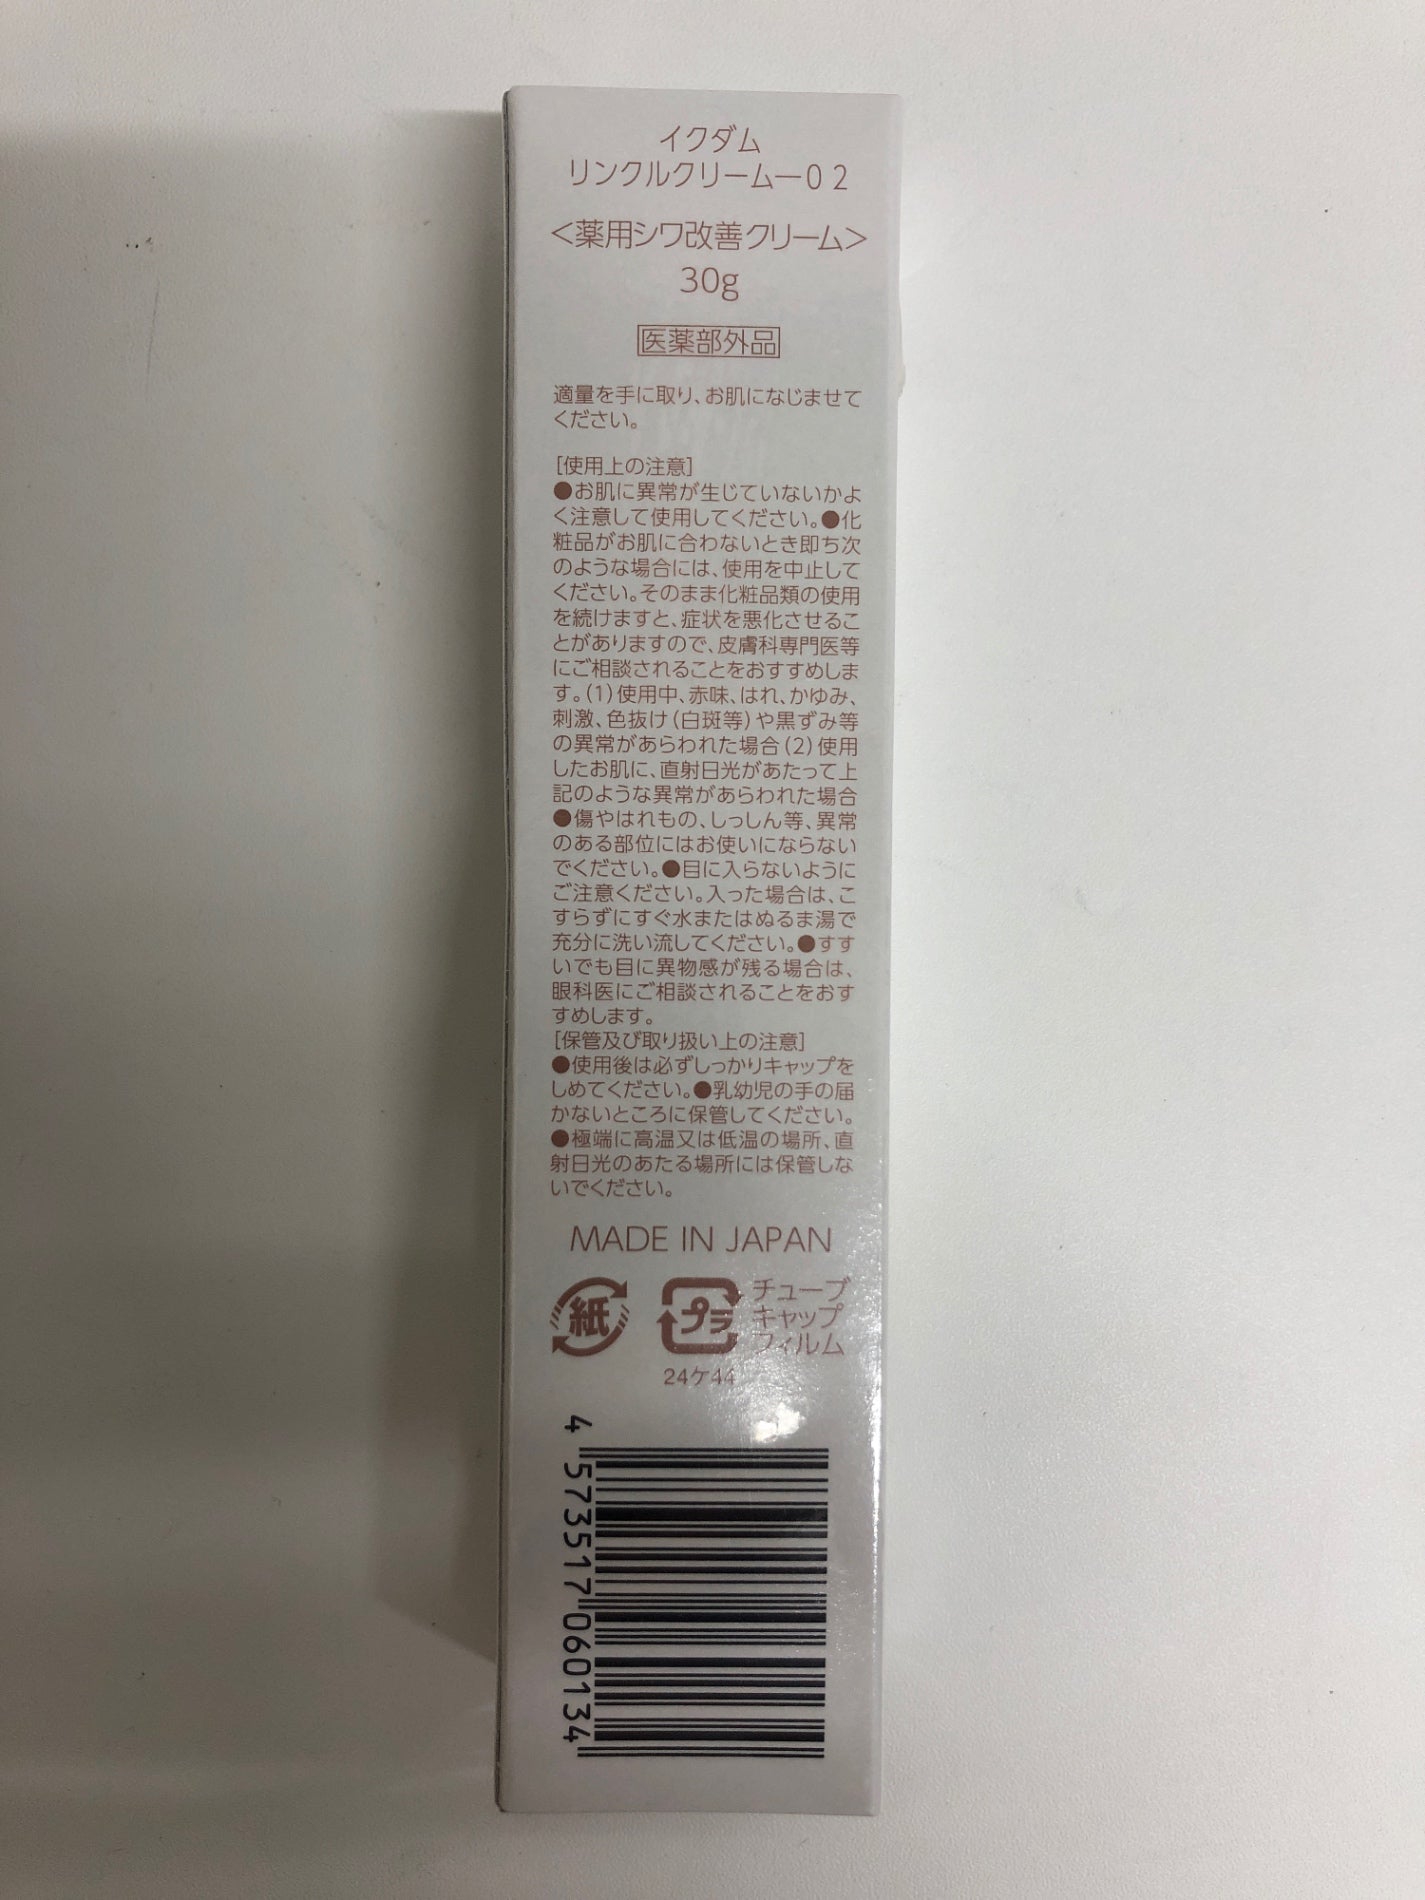 イクダム
リンクルクリームー02
<薬用シワ改善クリーム>
30g
医薬部外品
適量を手に取り、お肌になじませて
ください。
[使用上の注意]
●お肌に異常が生じていないかよ
く注意して使用してください。●化
粧品がお肌に合わないとき即ち次
のような場合には、使用を中止して
ください。そのまま化粧品類の使用
を続けますと、症状を悪化させるこ
とがありますので、皮膚科専門医等
にご相談されることをおすすめしま
す。(1)使用中、赤味、はれ、かゆみ、
刺激、色抜け(白斑等)や黒ずみ等
の異常があらわれた場合(2)使用
したお肌に、直射日光があたって上
記のような異常があらわれた場合
●傷やはれもの、しっしん等、異常
のある部位にはお使いにならない
でください。●目に入らないように
ご注意ください。入った場合は、こ
すらずにすぐ水またはぬるま湯で
充分に洗い流してください。●すす
いでも目に異物感が残る場合は、
眼科医にご相談されることをおす
すめします。
[保管及び取り扱い上の注意]
●使用後は必ずしっかりキャップを
しめてください。●乳幼児の手の届
かないところに保管してください。
●極端に高温又は低温の場所、直
射日光のあたる場所には保管しな
いでください。
MADE IN JAPAN
紙
プラ
チューブ
キャップ
フィルム
24ケ44
4 573517 060134